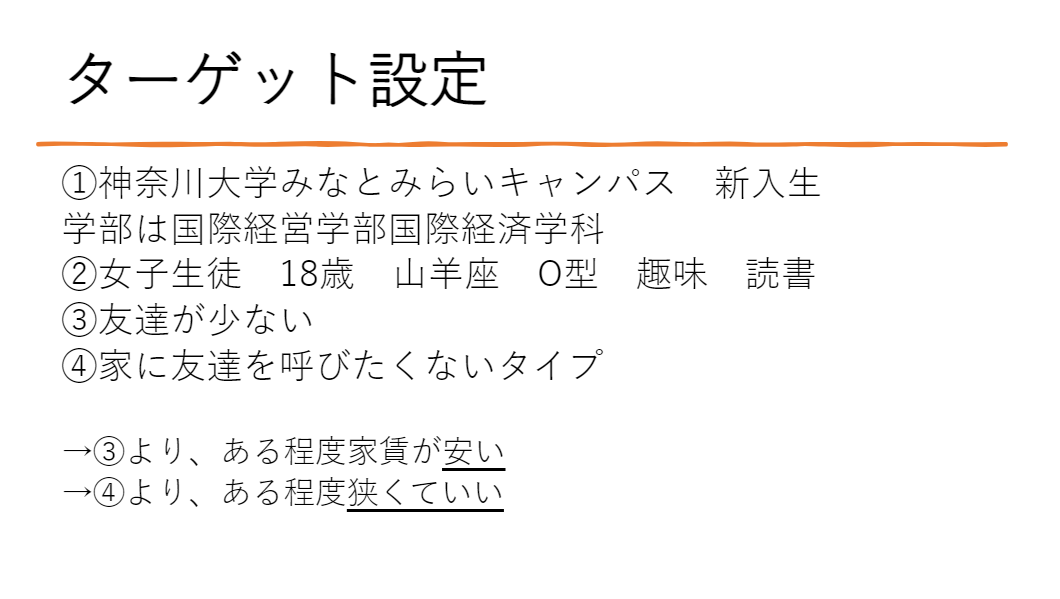 ターゲット設定
①神奈川大学みなとみらいキャンパス　新入生
学部は国際経営学部国際経済学科
②女子生徒　18歳　山羊座　O型　趣味　読書
③友達が少ない
④家に友達を呼びたくないタイプ
→③より、ある程度家賃が安い
→④より、ある程度狭くていい